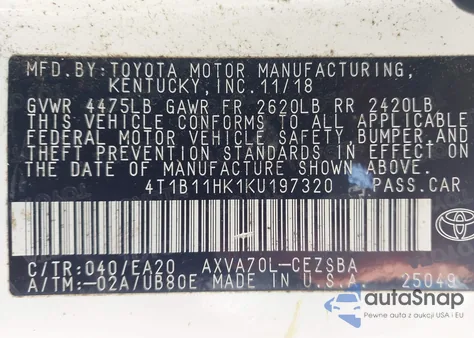 MFD.BY:TOYOTA MOTOR MANUFACTURING,
KENTUCKY, INC. 11/18
GVWR 4475LB GAWR FR 2620LB RR 2420LB
THIS VEHICLE CONFORMS TO ALL APPLICABLE
FEDERAL MOTOR VEHICLE SAFETY, BUMPER AND
THEFT PREVENTION STANDARDS IN EFFECT ON
THE DATE OF MANUFACTURE SHOWN ABOVE.
4T1B11HK1KU197320 PASS.CAR
C/TR:040/EA20 AXVA70L-CEZSBA
A/TM:-02A/UB80E MADE IN U.S.A. 25049
autoSnap
Pewne auta z aukcji USA i EU